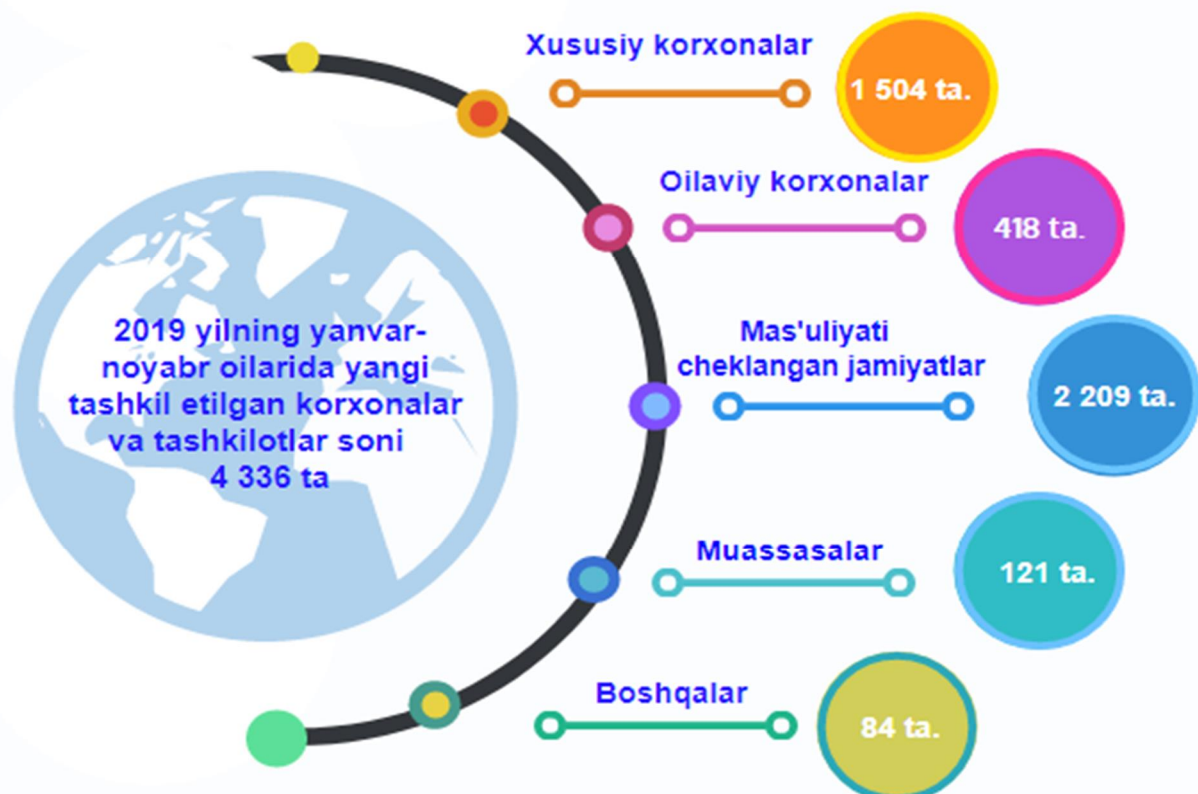 2019 yilning yanvar-
noyabr oilarida yangi
tashkil etilgan korxonalar
va tashkilotlar soni
4 336 ta
Xususiy korxonalar
1 504 ta.
Oilaviy korxonalar
418 ta.
Mas'uliyati
cheklangan jamiyatlar
2 209 ta.
Muassasalar
121 ta.
Boshqalar
84 ta.